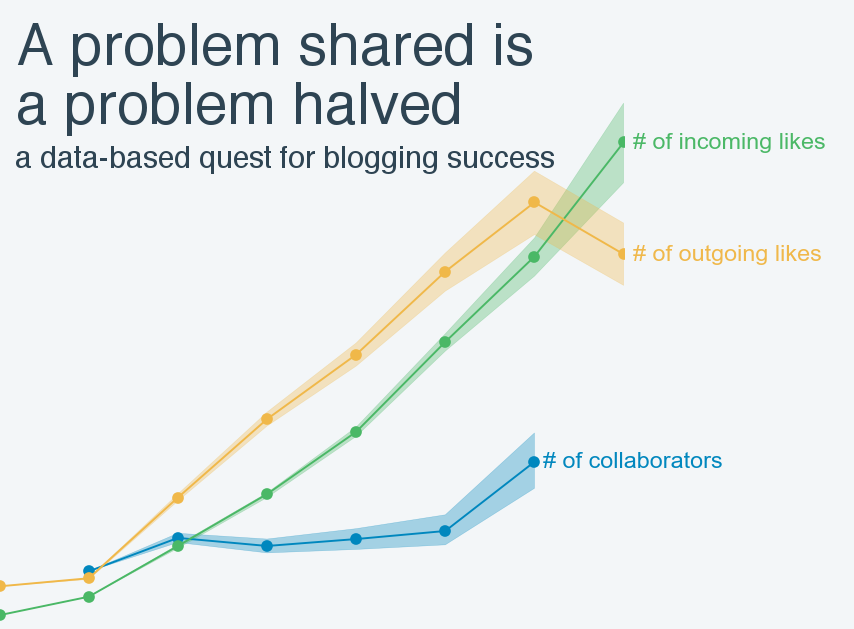 A problem shared is
a problem halved
a data-based quest for blogging success
# of incoming likes
# of outgoing likes
# of collaborators